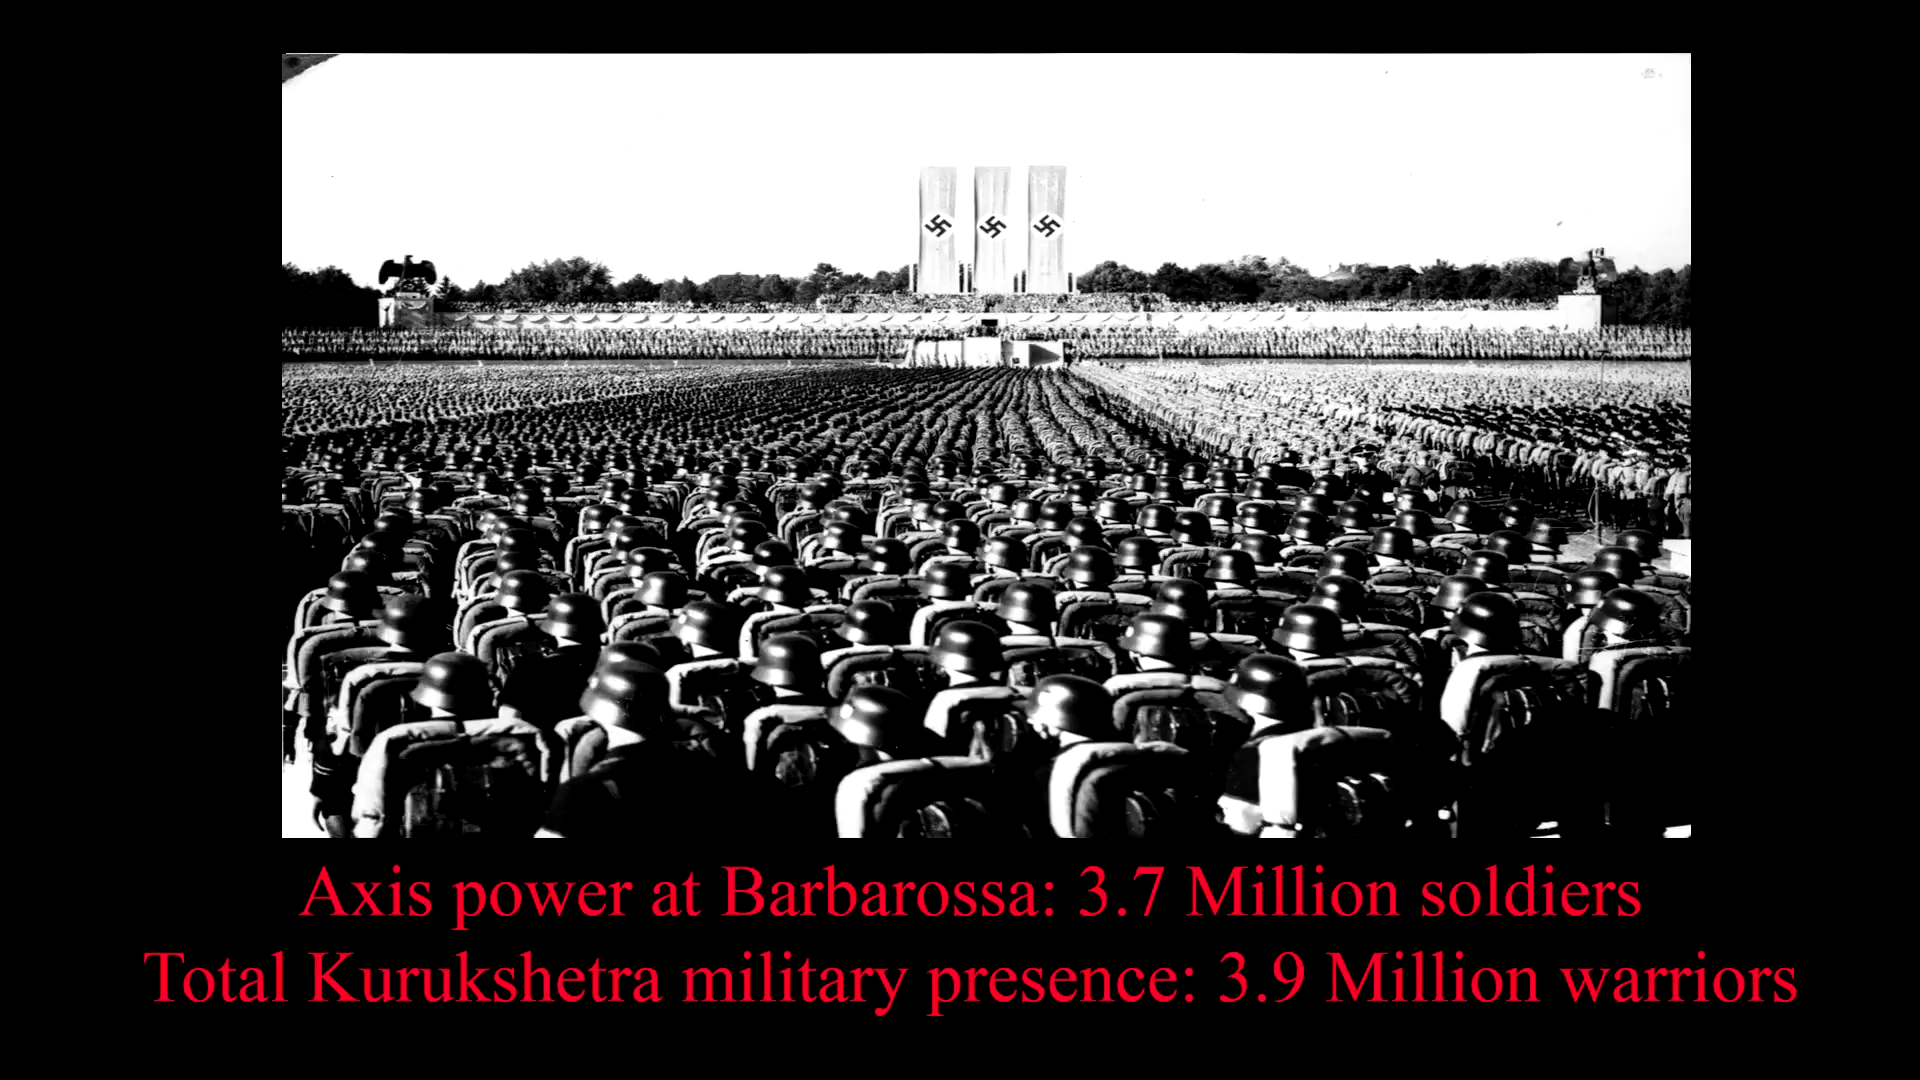 Axis power at Barbarossa: 3.7 Million soldiers
Total Kurukshetra military presence: 3.9 Million warriors